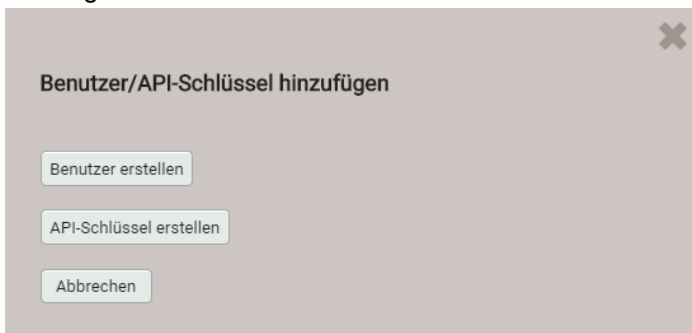 Benutzer/API-Schlüssel hinzufügen
Benutzer erstellen
API-Schlüssel erstellen
Abbrechen